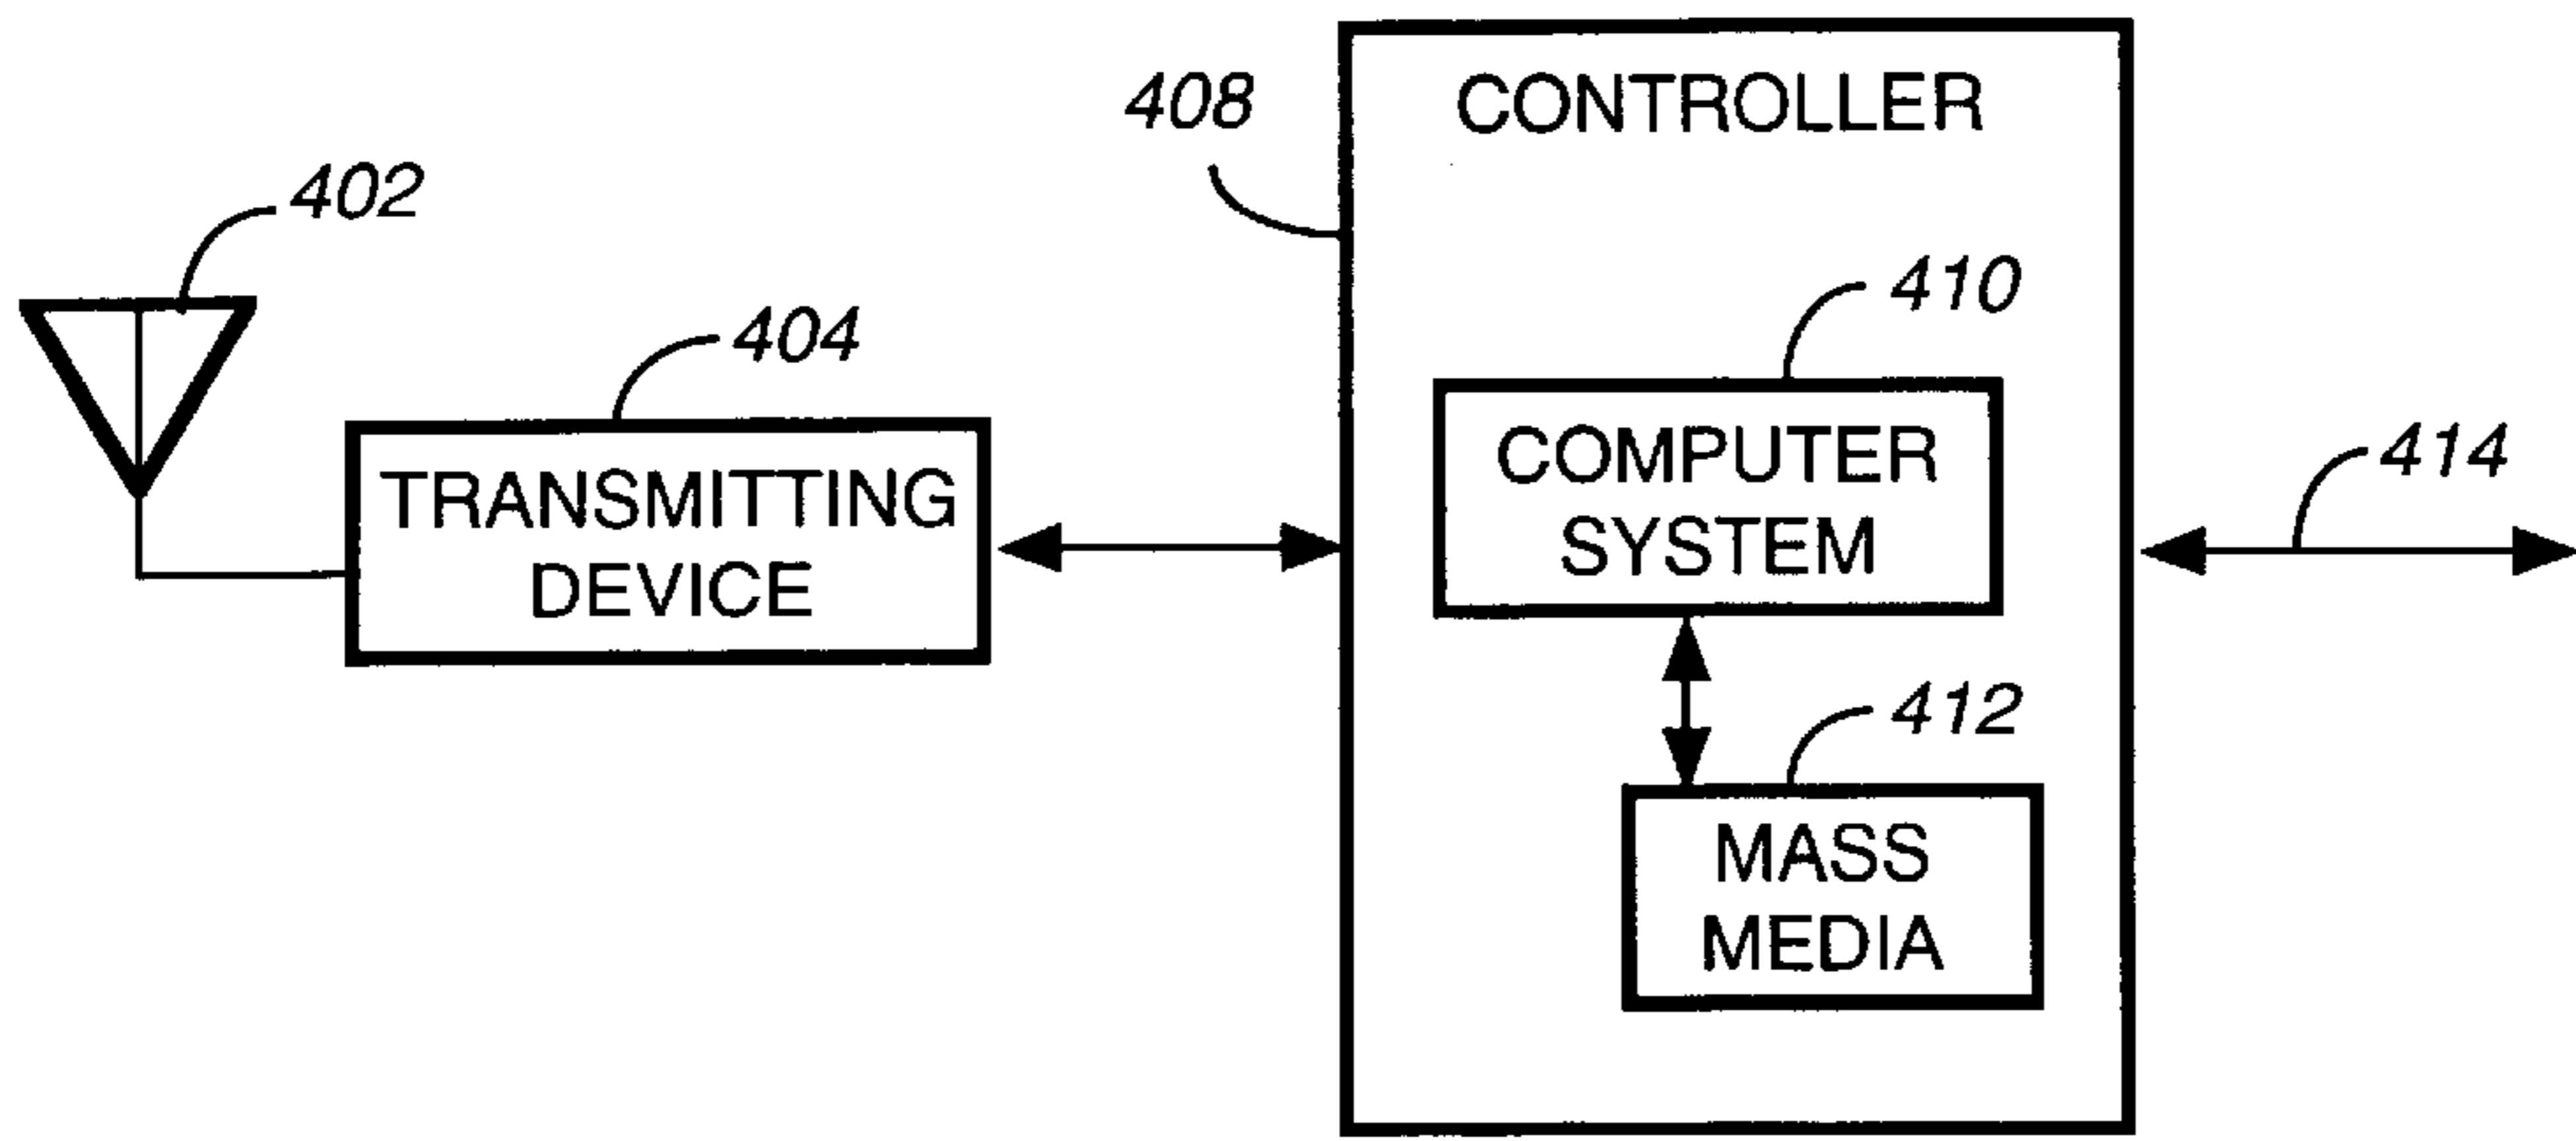 402
404
TRANSMITTING
DEVICE
408
CONTROLLER
410
COMPUTER
SYSTEM
412
MASS
MEDIA
414